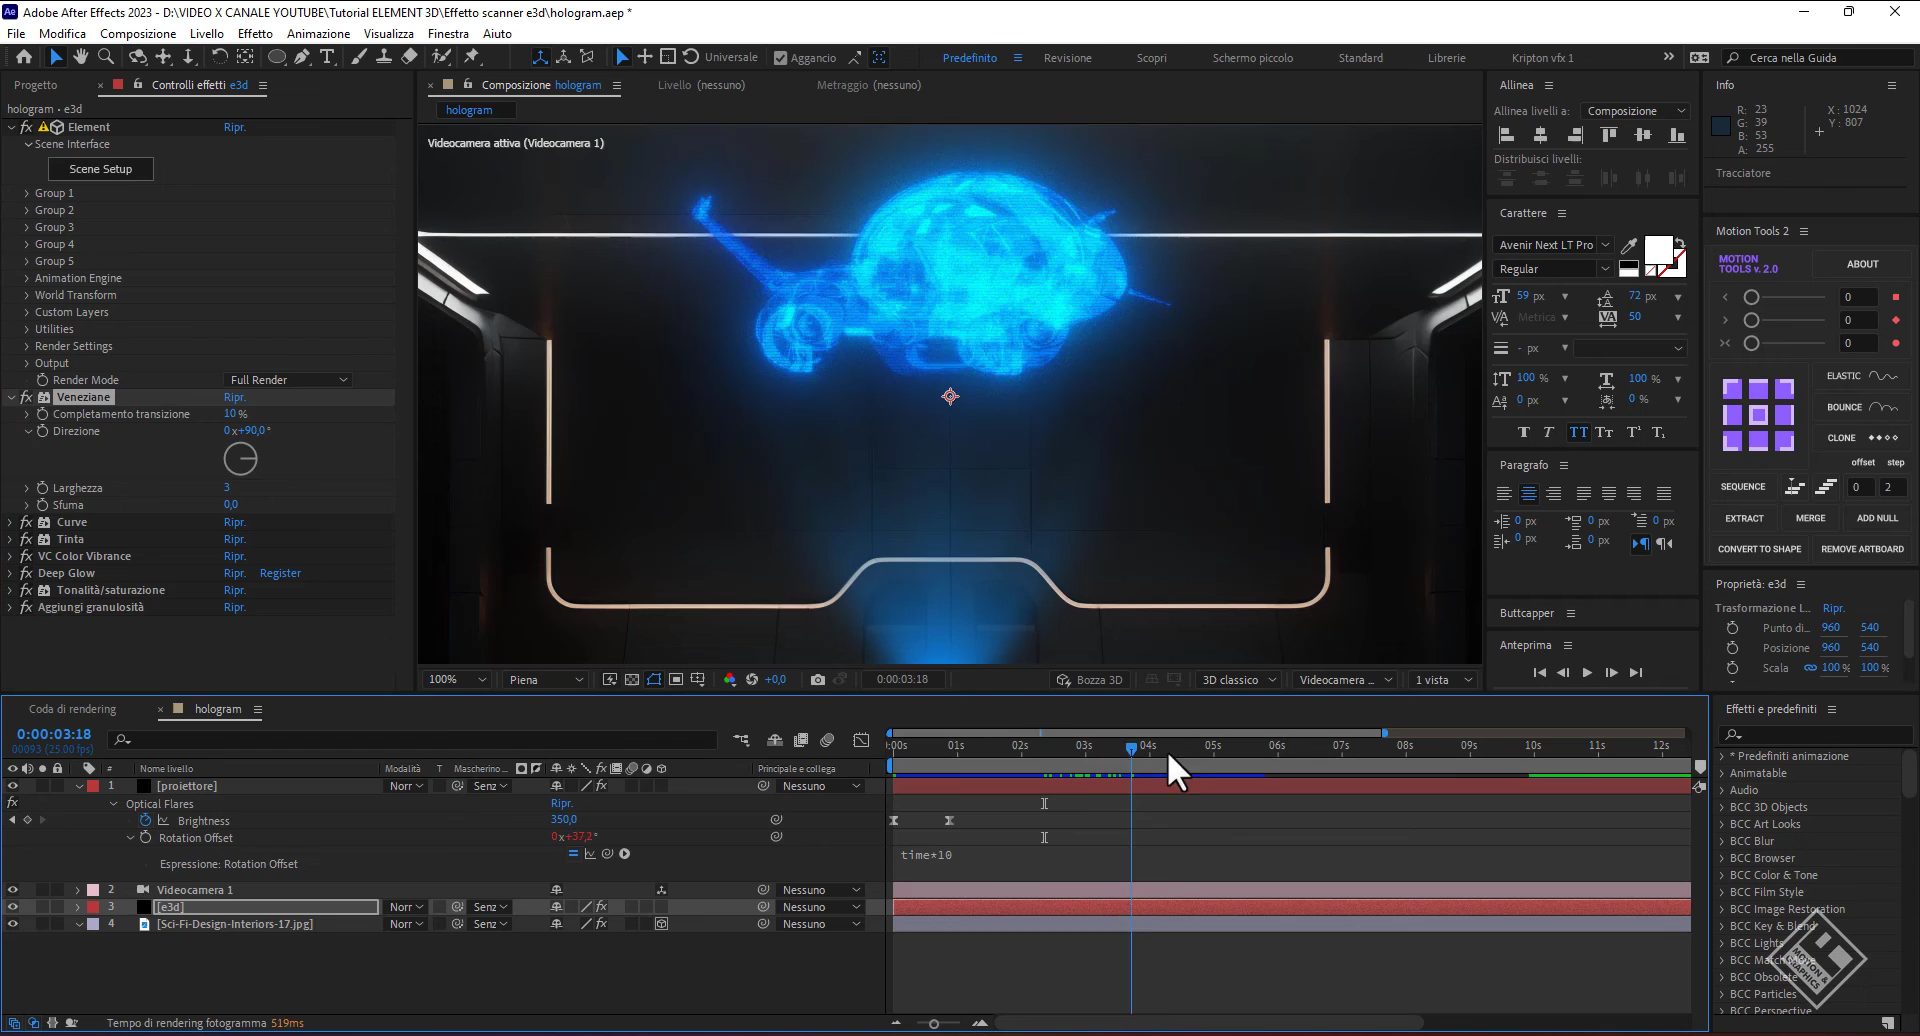 Adobe After Effects 2023 - D:\VIDEO X CANALE YOUTUBE\Tutorial ELEMENT 3D\Effetto scanner e3d\hologram.aep *
File Modifica Composizione Livello Effetto Animazione Visualizza Finestra Aiuto
Universale Aggancio Predefinito Revisione Scopri Schermo piccolo Standard Librerie Kripton vfx 1 Cerca nella Guida
Progetto Controlli effetti e3d Composizione hologram Livello (nessuno) Metraggio (nessuno) Allinea Info
hologram • e3d
hologram
Element Ripr.
Scene Interface
Scene Setup
Group 1
Group 2
Group 3
Group 4
Group 5
Animation Engine
World Transform
Custom Layers
Utilities
Render Settings
Output
Render Mode Full Render
Veneziane Ripr.
Completamento transizione 10 %
Direzione 0x+90,0°
Larghezza 3
Sfuma 0,0
Curve Ripr.
Tinta Ripr.
VC Color Vibrance Ripr.
Deep Glow Ripr. Register
Tonalità/saturazione Ripr.
Aggiungi granulosità Ripr.
Videocamera attiva (Videocamera 1)
100% Piena +0,0 0:00:03:18 Bozza 3D 3D classico Videocamera ... 1 vista
Allinea livelli a: Composizione
Distribuisci livelli:
Carattere
Avenir Next LT Pro
Regular
59 px 72 px
Metrica 50
- px
100 % 100 %
0 px 0 %
Paragrafo
0 px 0 px 0 px
0 px 0 px
Buttcapper
Anteprima
R: 23 X : 1024
G: 39 Y : 807
B: 53
A: 255
Tracciatore
Motion Tools 2
MOTION TOOLS v. 2.0 ABOUT
0
0
0
ELASTIC
BOUNCE
CLONE
offset step
SEQUENCE 0 2
EXTRACT MERGE ADD NULL
CONVERT TO SHAPE REMOVE ARTBOARD
Proprietà: e3d
Trasformazione l... Ripr.
Punto di... 960 540
Posizione 960 540
Scala 100 % 100 %
Coda di rendering hologram
0:00:03:18
00093 (25.00 fps)
:00s 01s 02s 03s 04s 05s 06s 07s 08s 09s 10s 11s 12s
# Nome livello Modalità T Mascherino... Principale e collega
1 [proiettore] Norr Senz Nessuno
Optical Flares Ripr.
Brightness 350,0
Rotation Offset 0x+37,2°
Espressione: Rotation Offset time*10
2 Videocamera 1 Nessuno
3 [e3d] Norr Senz Nessuno
4 [Sci-Fi-Design-Interiors-17.jpg] Norr Senz Nessuno
Tempo di rendering fotogramma 519ms
Effetti e predefiniti
* Predefiniti animazione
Animatable
Audio
BCC 3D Objects
BCC Art Looks
BCC Blur
BCC Browser
BCC Color & Tone
BCC Film Style
BCC Image Restoration
BCC Key & Blend
BCC Lights
BCC Match Move
BCC Obsolete
BCC Particles
BCC Perspective
MOTION & GRAPHICS